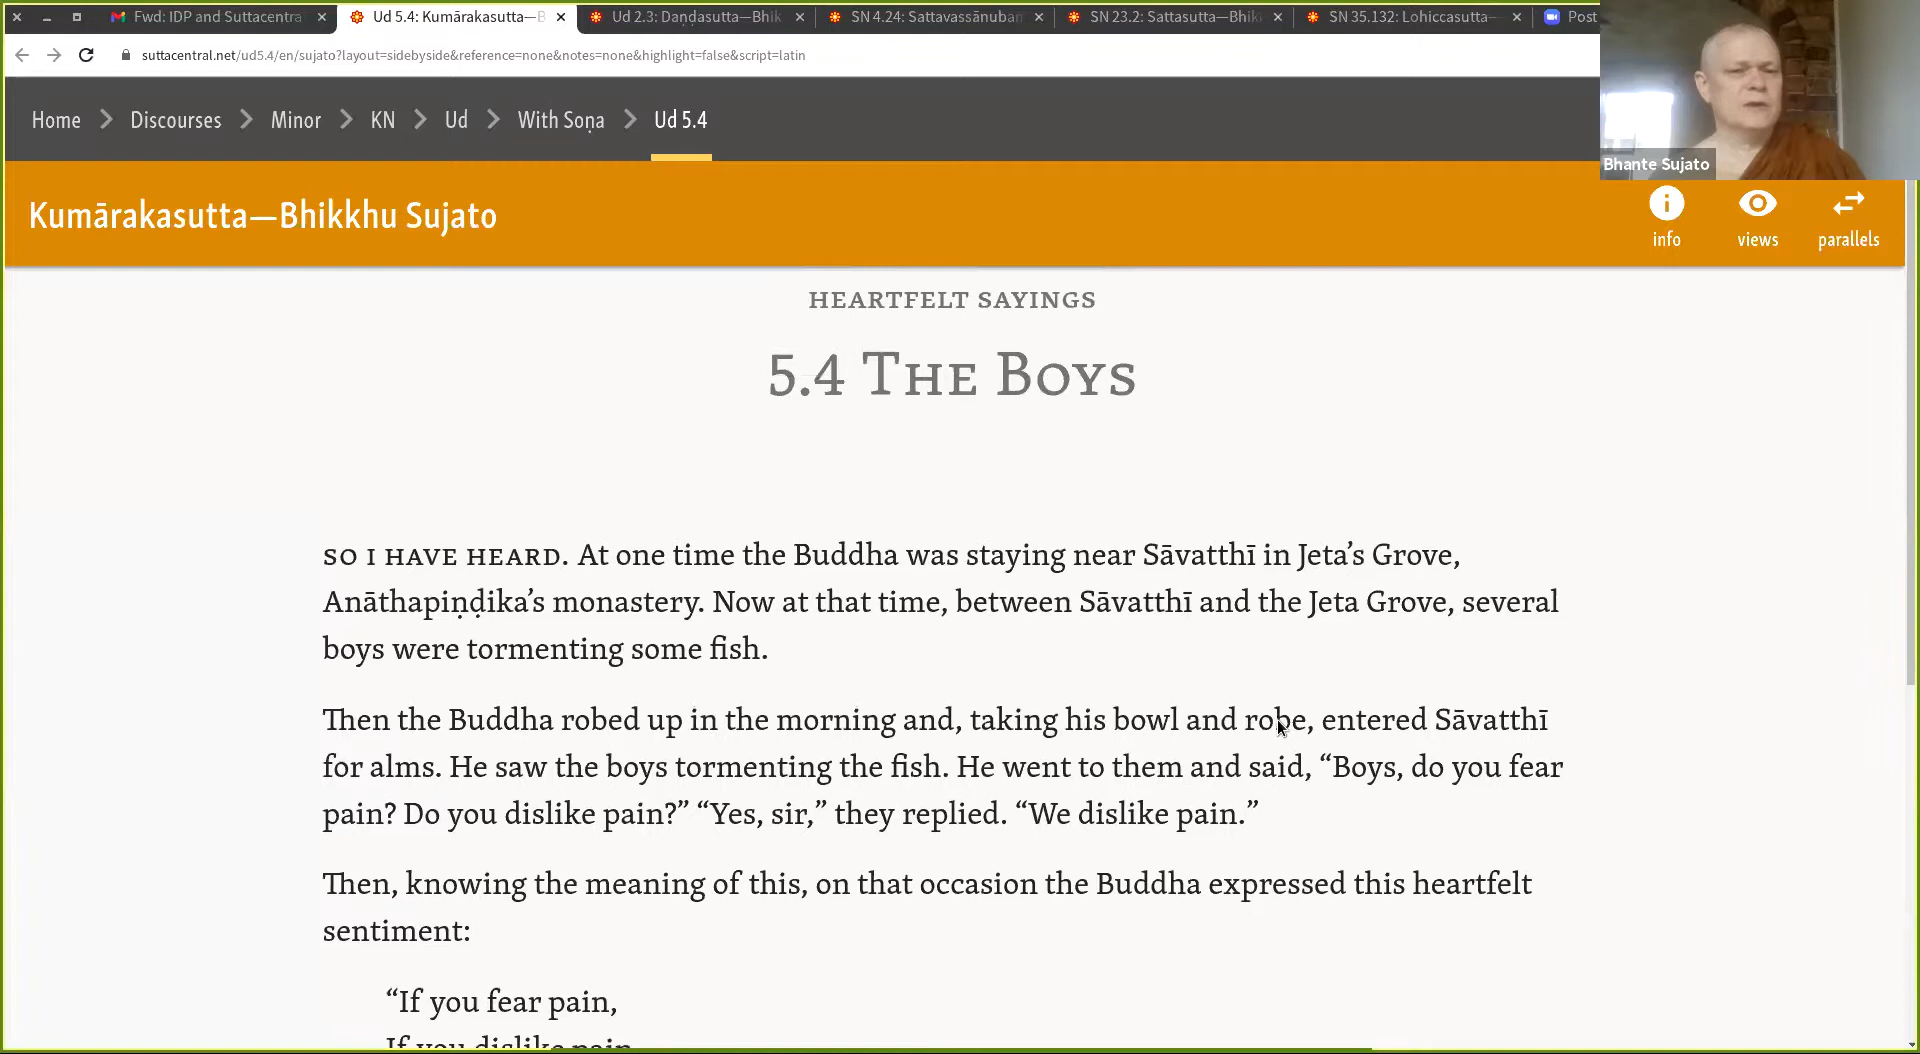 Fwd: IDP and Suttacentra
Ud 5.4: Kumārakasutta—B
Ud 2.3: Daṇḍasutta—Bhik
SN 4.24: Sattavassānuban
SN 23.2: Sattasutta—Bhik
SN 35.132: Lohiccasutta—
Post
suttacentral.net/ud5.4/en/sujato?layout=sidebyside&reference=none&notes=none&highlight=false&script=latin
Home
Discourses
Minor
KN
Ud
With Soṇa
Ud 5.4
Bhante Sujato
Kumārakasutta—Bhikkhu Sujato
info
views
parallels
HEARTFELT SAYINGS
5.4 THE BOYS
SO I HAVE HEARD. At one time the Buddha was staying near Sāvatthī in Jeta’s Grove,
Anāthapiṇḍika’s monastery. Now at that time, between Sāvatthī and the Jeta Grove, several
boys were tormenting some fish.
Then the Buddha robed up in the morning and, taking his bowl and robe, entered Sāvatthī
for alms. He saw the boys tormenting the fish. He went to them and said, “Boys, do you fear
pain? Do you dislike pain?” “Yes, sir,” they replied. “We dislike pain.”
Then, knowing the meaning of this, on that occasion the Buddha expressed this heartfelt
sentiment:
“If you fear pain,
If you dislike pain